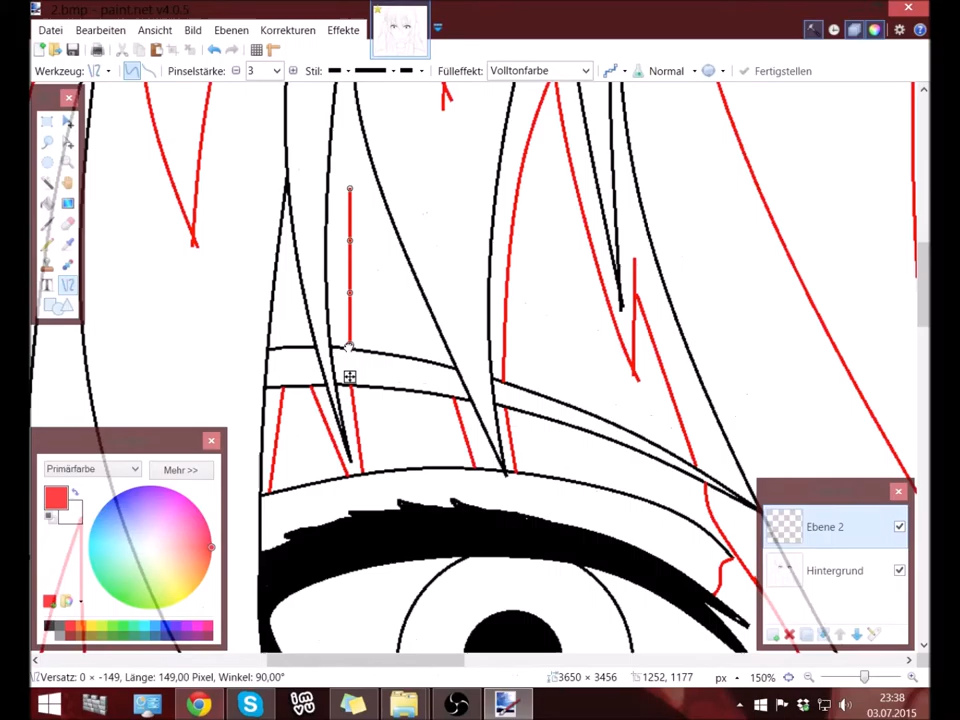 2.bmp - paint.net v4.0.5
Datei Bearbeiten Ansicht Bild Ebenen Korrekturen Effekte
Werkzeug: Pinselstärke: 3 Stil: Fülleffekt: Volltonfarbe Normal Fertigstellen
Primärfarbe Mehr >>
Ebene 2
Hintergrund
Versatz: 0 × -149, Länge: 149,00 Pixel, Winkel: 90,00° 3650 × 3456 1252, 1177 px 150%
23:38
03.07.2015